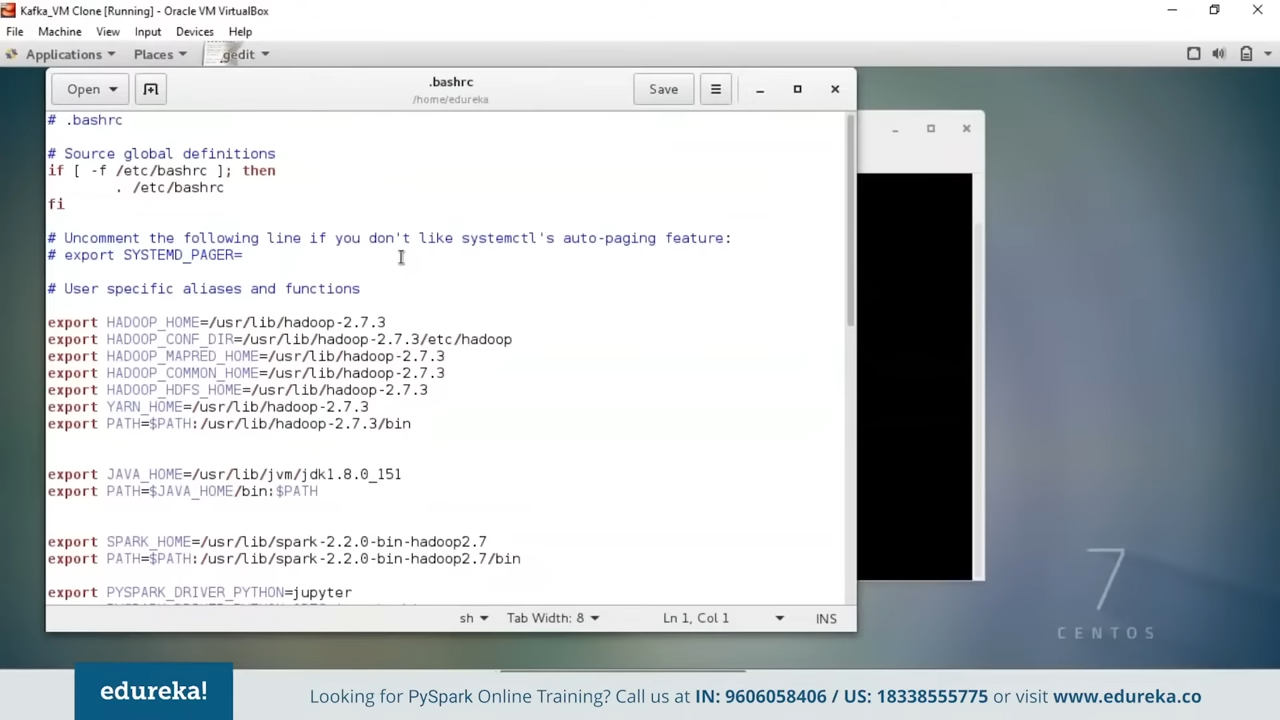 Kafka_VM Clone [Running] - Oracle VM VirtualBox
File Machine View Input Devices Help
Applications Places gedit
Open .bashrc Save
/home/edureka
# .bashrc
# Source global definitions
if [ -f /etc/bashrc ]; then
. /etc/bashrc
fi
# Uncomment the following line if you don't like systemctl's auto-paging feature:
# export SYSTEMD_PAGER=
# User specific aliases and functions
export HADOOP_HOME=/usr/lib/hadoop-2.7.3
export HADOOP_CONF_DIR=/usr/lib/hadoop-2.7.3/etc/hadoop
export HADOOP_MAPRED_HOME=/usr/lib/hadoop-2.7.3
export HADOOP_COMMON_HOME=/usr/lib/hadoop-2.7.3
export HADOOP_HDFS_HOME=/usr/lib/hadoop-2.7.3
export YARN_HOME=/usr/lib/hadoop-2.7.3
export PATH=$PATH:/usr/lib/hadoop-2.7.3/bin
export JAVA_HOME=/usr/lib/jvm/jdk1.8.0_151
export PATH=$JAVA_HOME/bin:$PATH
export SPARK_HOME=/usr/lib/spark-2.2.0-bin-hadoop2.7
export PATH=$PATH:/usr/lib/spark-2.2.0-bin-hadoop2.7/bin
export PYSPARK_DRIVER_PYTHON=jupyter
sh Tab Width: 8 Ln 1, Col 1 INS
7
CENTOS
edureka! Looking for PySpark Online Training? Call us at IN: 9606058406 / US: 18338555775 or visit www.edureka.co